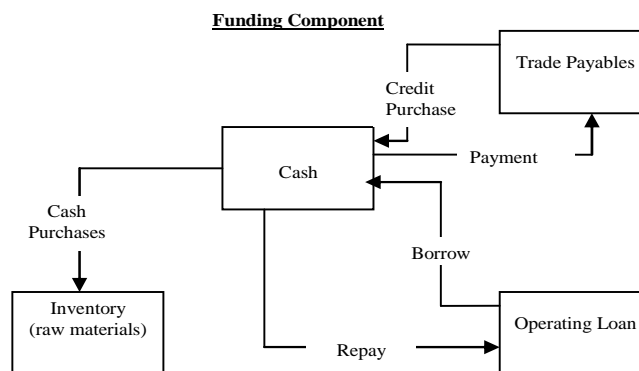 Funding Component
Trade Payables
Credit
Purchase
Payment
Cash
Cash
Purchases
Borrow
Inventory
(raw materials)
Operating Loan
Repay